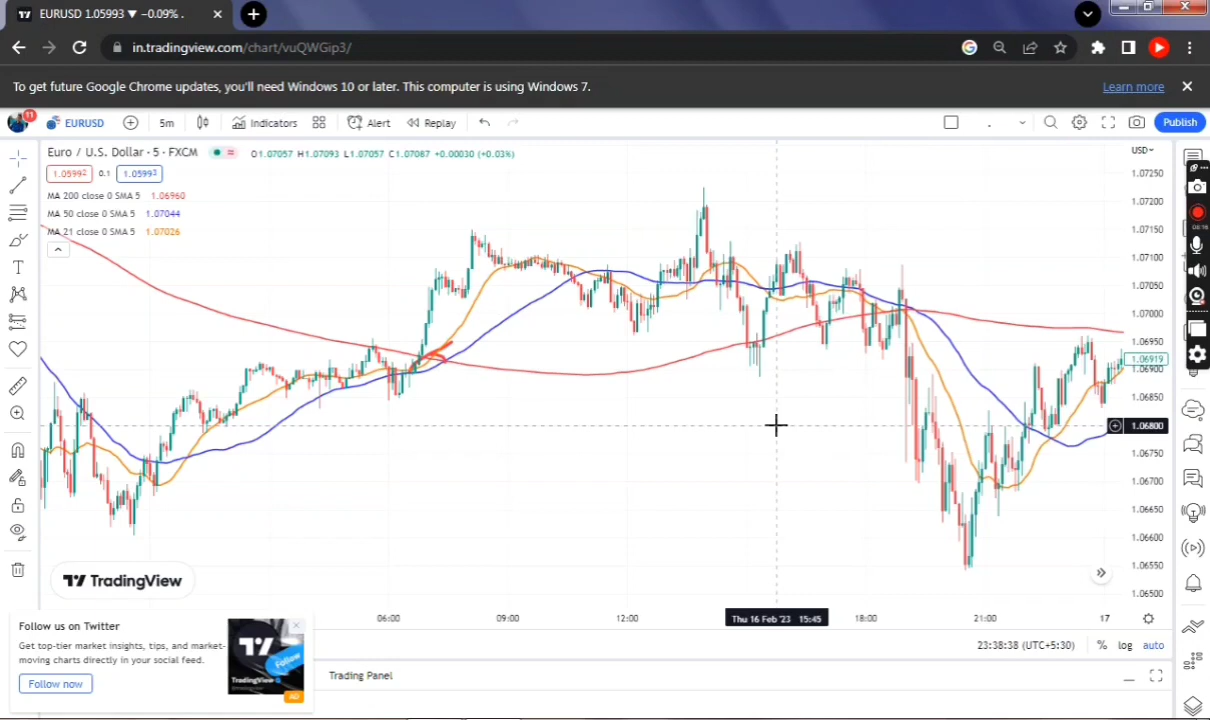 EURUSD 1.05993 ▼ −0.09% .
in.tradingview.com/chart/vuQWGip3/
To get future Google Chrome updates, you'll need Windows 10 or later. This computer is using Windows 7.
Learn more
11
EURUSD
5m
Indicators
Alert
Replay
Publish
Euro / U.S. Dollar · 5 · FXCM
O1.07057 H1.07093 L1.07057 C1.07087 +0.00030 (+0.03%)
USD
1.05992
0.1
1.05993
MA 200 close 0 SMA 5 1.06960
MA 50 close 0 SMA 5 1.07044
MA 21 close 0 SMA 5 1.07026
1.07250
1.07200
1.07150
1.07100
1.07050
1.07000
1.06950
1.06919
1.06900
1.06850
1.06800
1.06750
1.06700
1.06650
1.06600
1.06550
1.06500
TradingView
06:00
09:00
12:00
Thu 16 Feb '23 15:45
18:00
21:00
17
23:38:38 (UTC+5:30)
%
log
auto
Follow us on Twitter
Get top-tier market insights, tips, and market-
moving charts directly in your social feed.
Follow now
Follow
TradingView
AD
Trading Panel